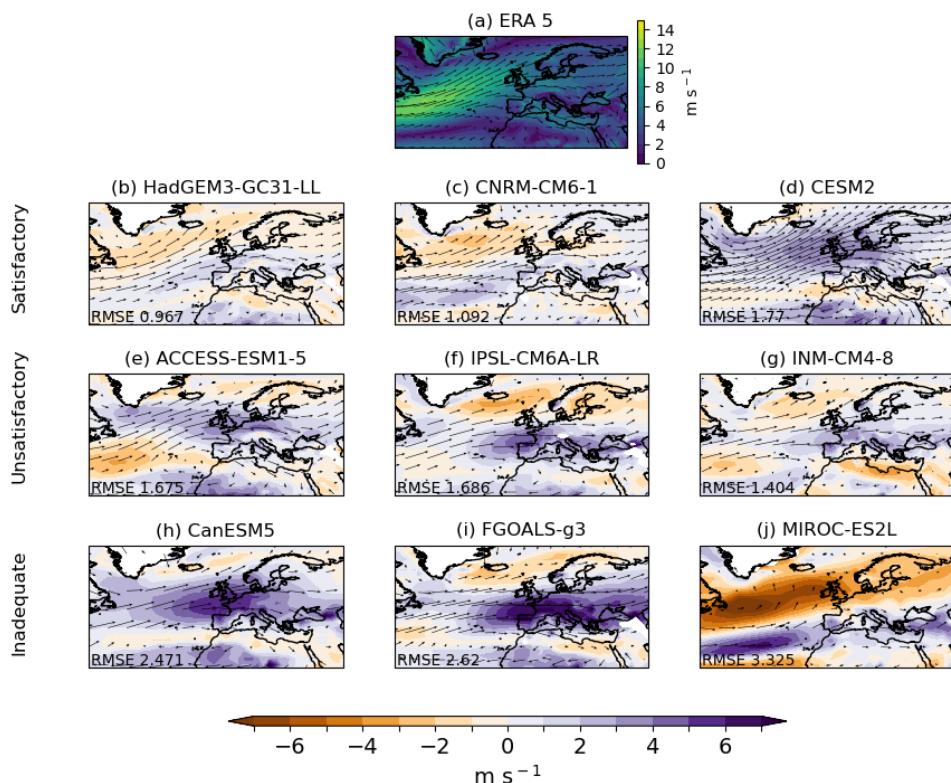 (a) ERA 5
14
12
10
8
6
4
2
0
m s⁻¹
Satisfactory
(b) HadGEM3-GC31-LL
(c) CNRM-CM6-1
(d) CESM2
RMSE 0.967
RMSE 1.092
RMSE 1.77
Unsatisfactory
(e) ACCESS-ESM1-5
(f) IPSL-CM6A-LR
(g) INM-CM4-8
RMSE 1.675
RMSE 1.686
RMSE 1.404
Inadequate
(h) CanESM5
(i) FGOALS-g3
(j) MIROC-ES2L
RMSE 2.471
RMSE 2.62
RMSE 3.325
−6 −4 −2 0 2 4 6
m s⁻¹